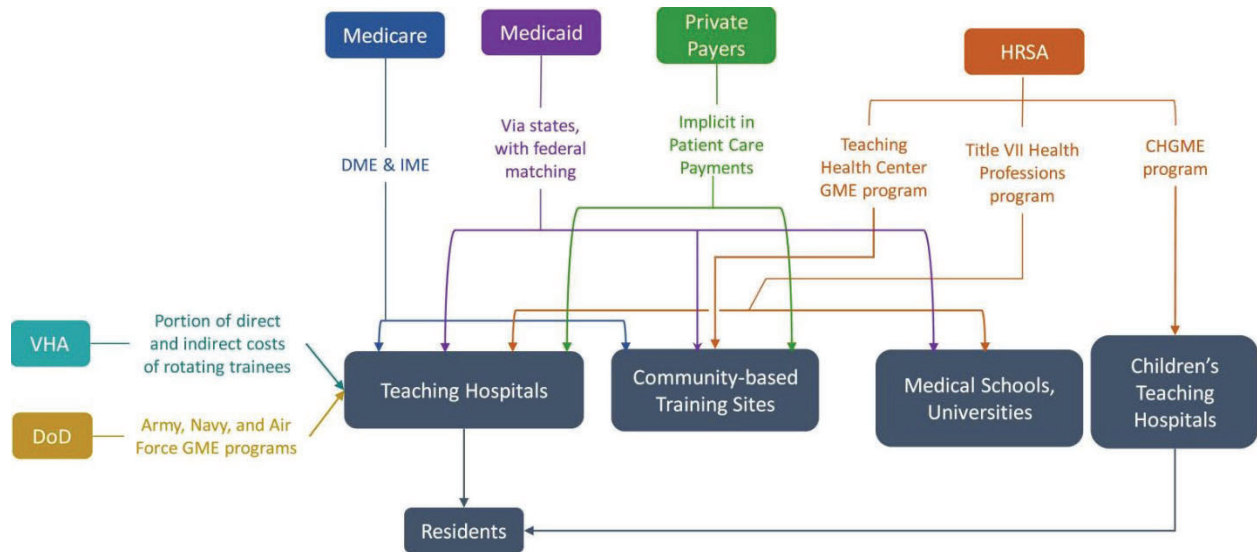 Medicare
Medicaid
Private
Payers
HRSA
DME & IME
Via states,
with federal
matching
Implicit in
Patient Care
Payments
Teaching
Health Center
GME program
Title VII Health
Professions
program
CHGME
program
VHA
Portion of direct
and indirect costs
of rotating trainees
DoD
Army, Navy, and Air
Force GME programs
Teaching Hospitals
Community-based
Training Sites
Medical Schools,
Universities
Children's
Teaching
Hospitals
Residents